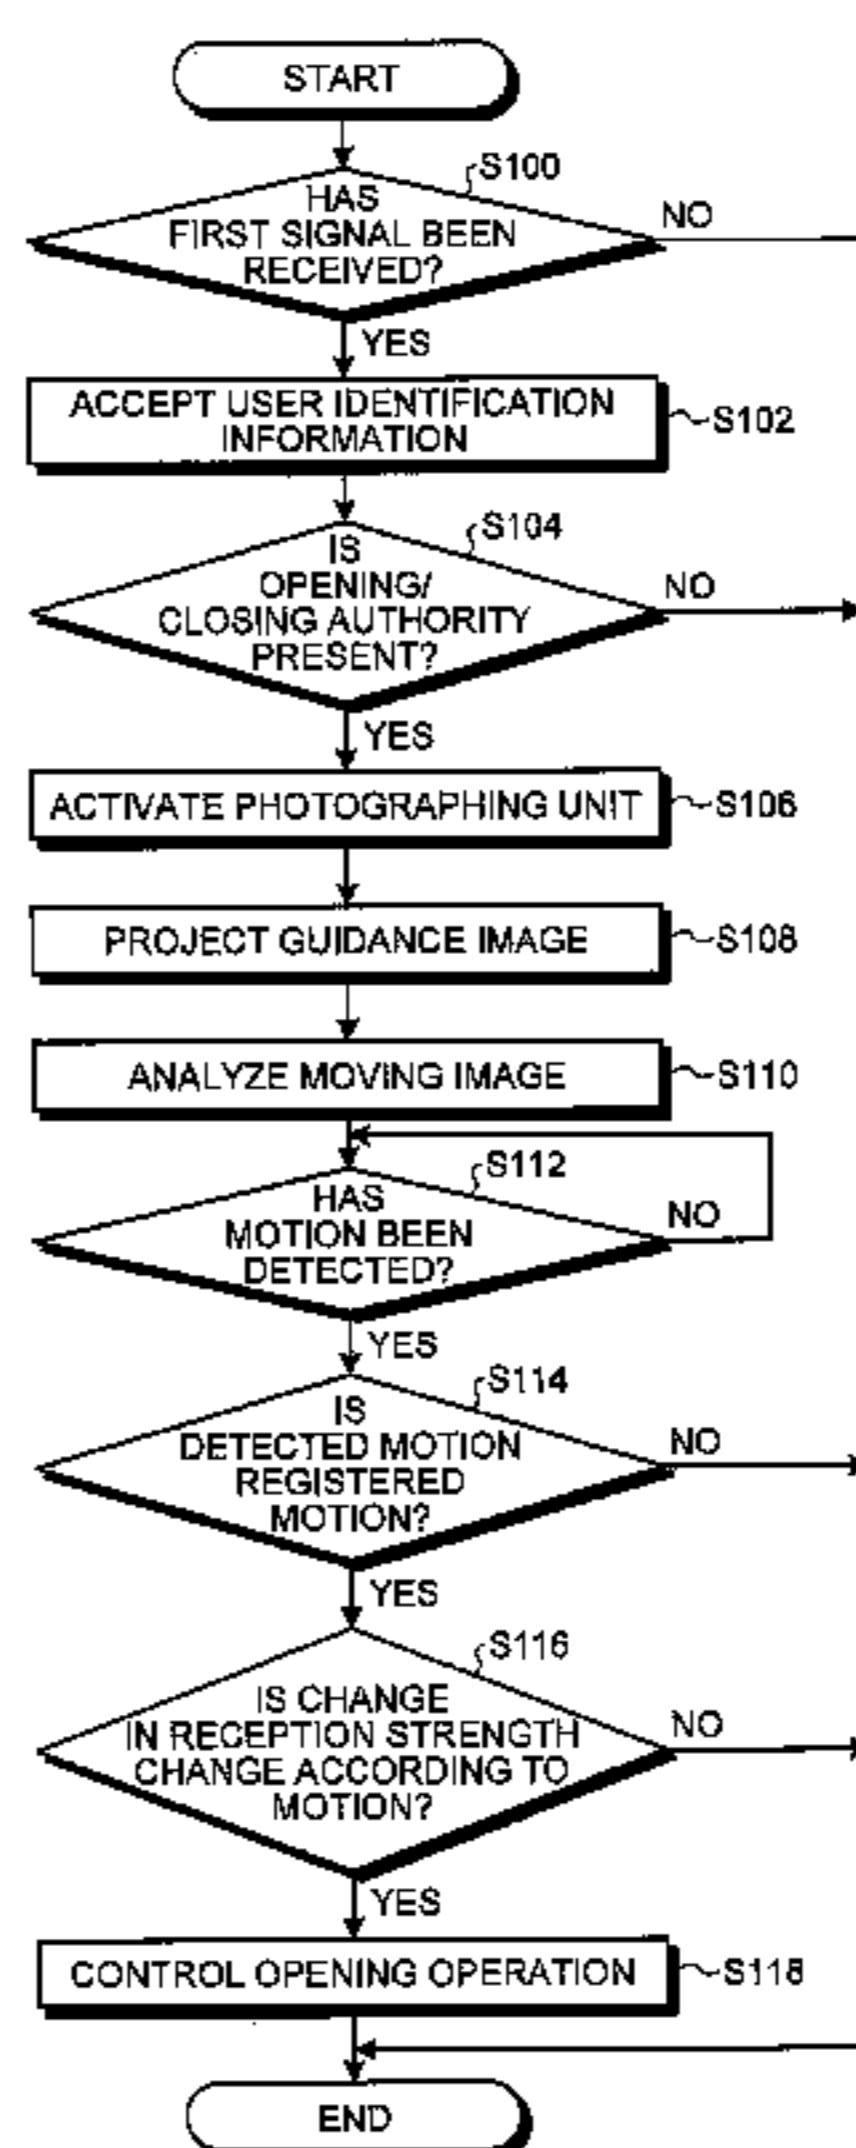 START
S100
HAS
FIRST SIGNAL BEEN
RECEIVED?
NO
YES
ACCEPT USER IDENTIFICATION
INFORMATION
S102
S104
IS
OPENING/
CLOSING AUTHORITY
PRESENT?
NO
YES
ACTIVATE PHOTOGRAPHING UNIT
S106
PROJECT GUIDANCE IMAGE
S108
ANALYZE MOVING IMAGE
S110
S112
HAS
MOTION BEEN
DETECTED?
NO
YES
S114
IS
DETECTED MOTION
REGISTERED
MOTION?
NO
YES
S116
IS CHANGE
IN RECEPTION STRENGTH
CHANGE ACCORDING TO
MOTION?
NO
YES
CONTROL OPENING OPERATION
S118
END